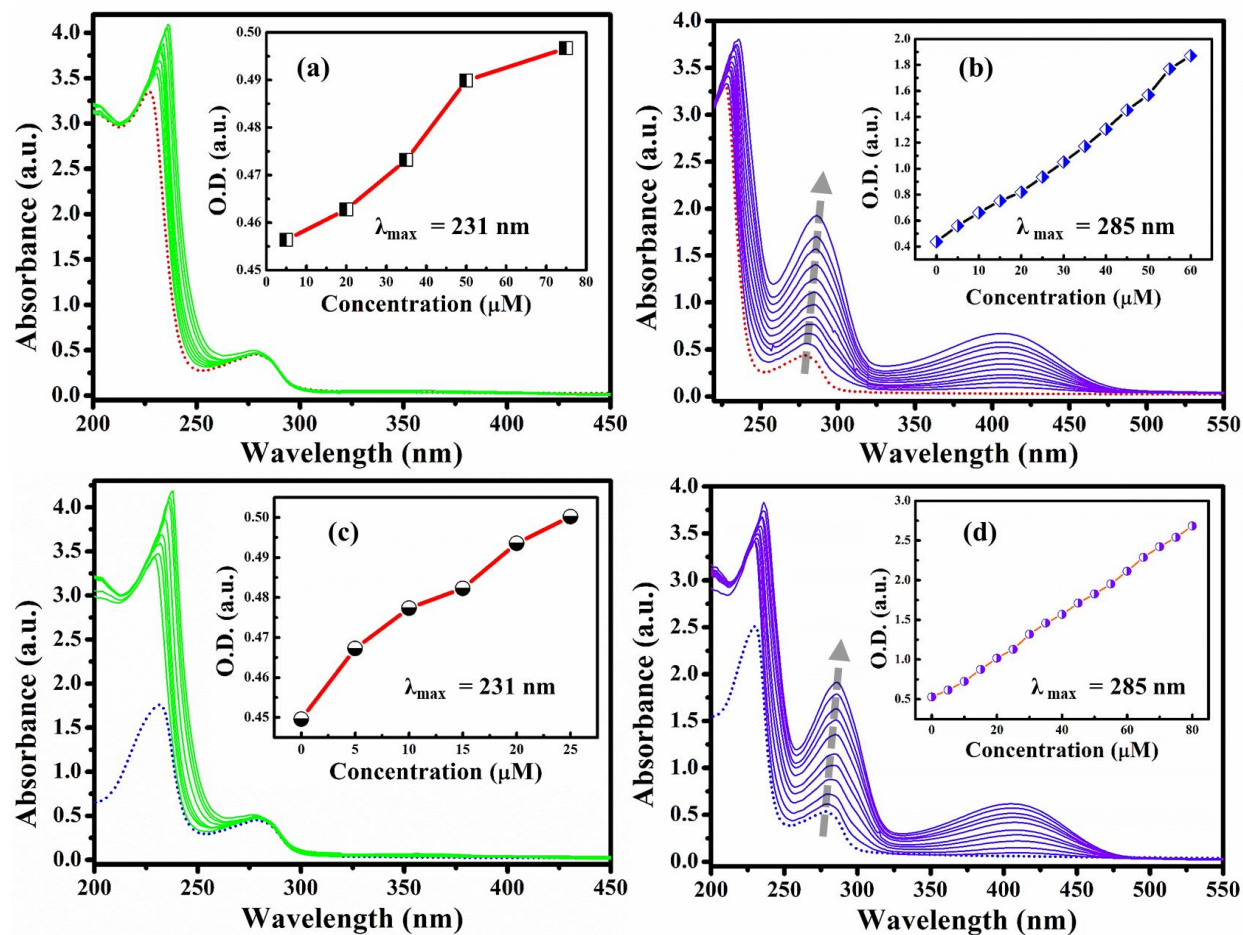 (a)
Absorbance (a.u.)
4.0
3.5
3.0
2.5
2.0
1.5
1.0
0.5
0.0
200 250 300 350 400 450
Wavelength (nm)
O.D. (a.u.)
0.50
0.49
0.48
0.47
0.46
0.45
0 10 20 30 40 50 60 70 80
Concentration (μM)
λmax = 231 nm
(b)
Absorbance (a.u.)
4.0
3.5
3.0
2.5
2.0
1.5
1.0
0.5
0.0
250 300 350 400 450 500 550
Wavelength (nm)
O.D. (a.u.)
2.0
1.8
1.6
1.4
1.2
1.0
0.8
0.6
0.4
0 10 20 30 40 50 60
Concentration (μM)
λmax = 285 nm
(c)
Absorbance (a.u.)
4.0
3.5
3.0
2.5
2.0
1.5
1.0
0.5
0.0
200 250 300 350 400 450
Wavelength (nm)
O.D. (a.u.)
0.50
0.49
0.48
0.47
0.46
0.45
0 5 10 15 20 25
Concentration (μM)
λmax = 231 nm
(d)
Absorbance (a.u.)
4.0
3.5
3.0
2.5
2.0
1.5
1.0
0.5
0.0
200 250 300 350 400 450 500 550
Wavelength (nm)
O.D. (a.u.)
3.0
2.5
2.0
1.5
1.0
0.5
0 20 40 60 80
Concentration (μM)
λmax = 285 nm